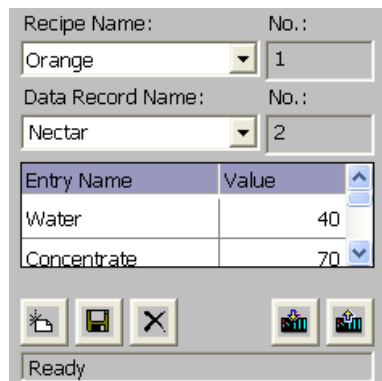 Recipe Name: No.:
Orange 1
Data Record Name: No.:
Nectar 2
Entry Name Value
Water 40
Concentrate 70
Ready